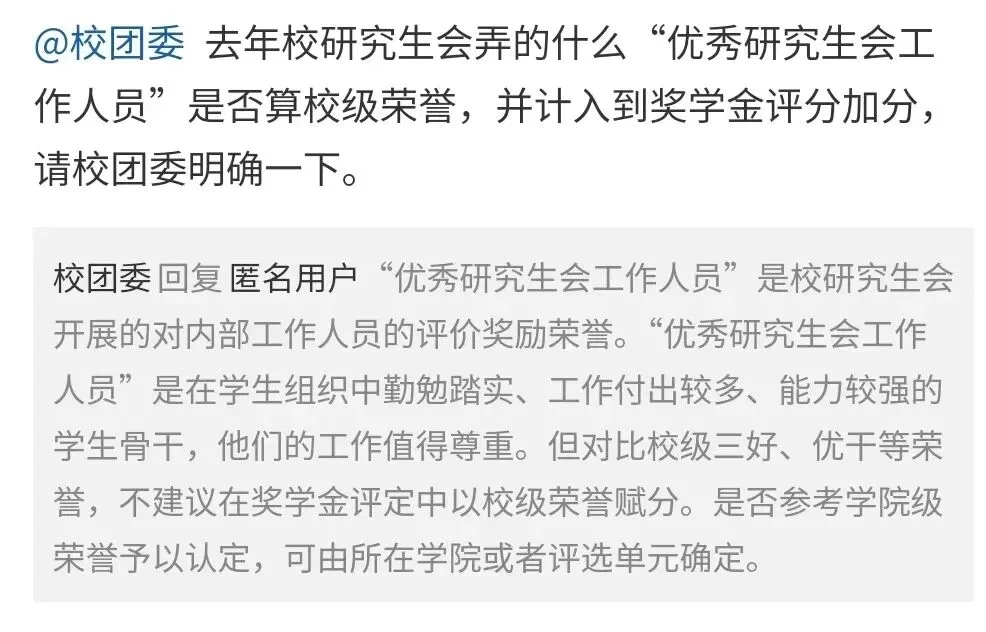 @校团委 去年校研究生会弄的什么“优秀研究生会工
作人员”是否算校级荣誉，并计入到奖学金评分加分，
请校团委明确一下。
校团委 回复 匿名用户 “优秀研究生会工作人员”是校研究生会
开展的对内部工作人员的评价奖励荣誉。“优秀研究生会工作
人员”是在学生组织中勤勉踏实、工作付出较多、能力较强的
学生骨干，他们的工作值得尊重。但对比校级三好、优干等荣
誉，不建议在奖学金评定中以校级荣誉赋分。是否参考学院级
荣誉予以认定，可由所在学院或者评选单元确定。